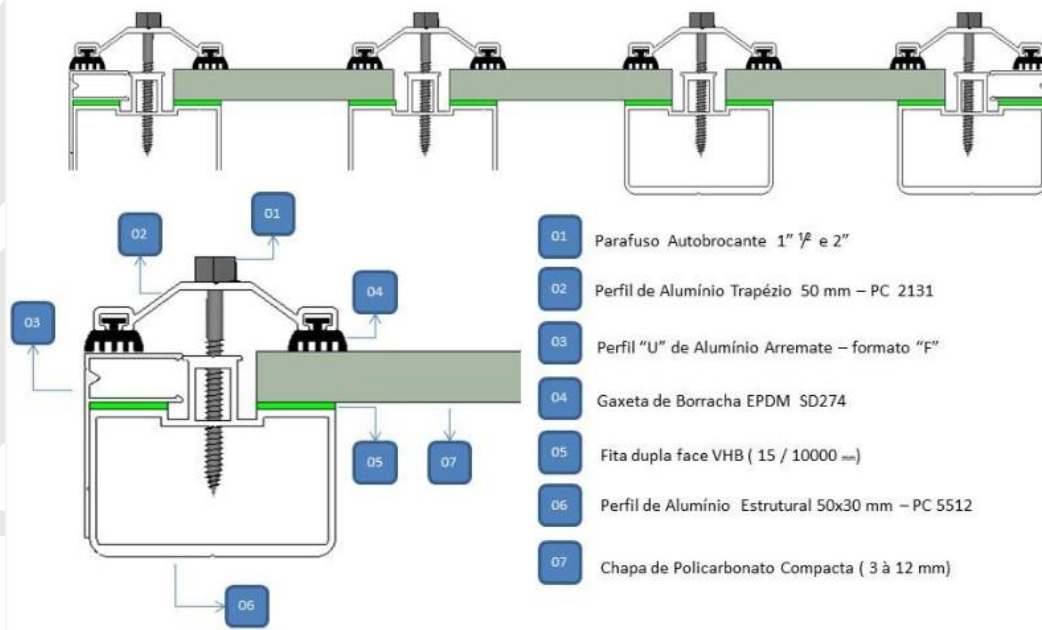 01
02
04
03
05
07
06
01 Parafuso Autobrocante 1" ½ e 2"
02 Perfil de Alumínio Trapézio 50 mm – PC 2131
03 Perfil "U" de Alumínio Arremate – formato "F"
04 Gaxeta de Borracha EPDM SD274
05 Fita dupla face VHB ( 15 / 10000 mm)
06 Perfil de Alumínio Estrutural 50x30 mm – PC 5512
07 Chapa de Policarbonato Compacta ( 3 à 12 mm)